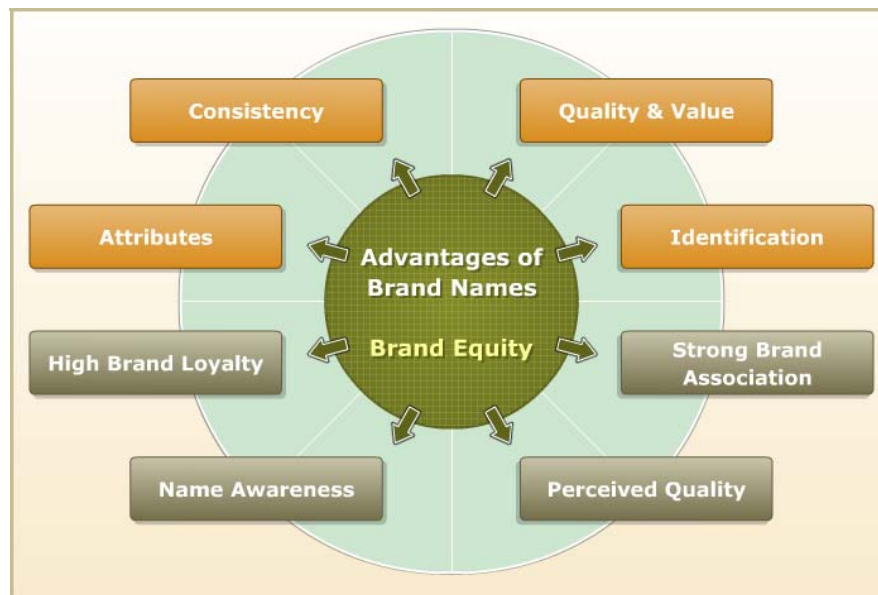 Consistency
Quality & Value
Attributes
Identification
Advantages of
Brand Names
Brand Equity
High Brand Loyalty
Strong Brand
Association
Name Awareness
Perceived Quality